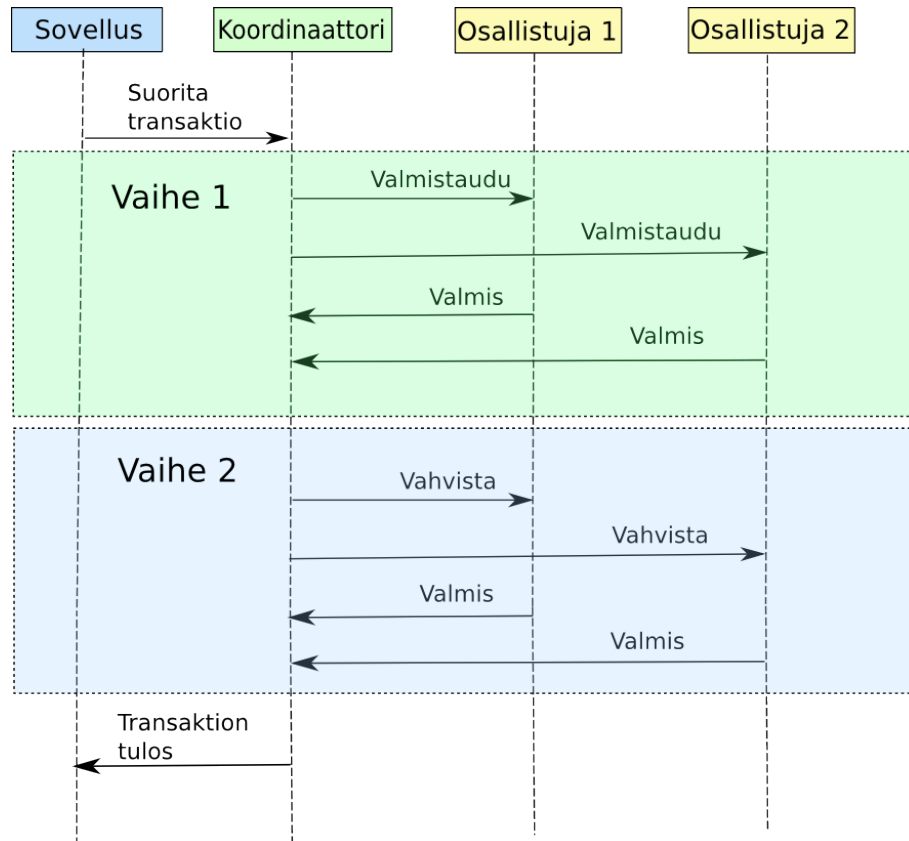 Sovellus
Koordinaattori
Osallistuja 1
Osallistuja 2
Suorita
transaktio
Vaihe 1
Valmistaudu
Valmistaudu
Valmis
Valmis
Vaihe 2
Vahvista
Vahvista
Valmis
Valmis
Transaktion
tulos